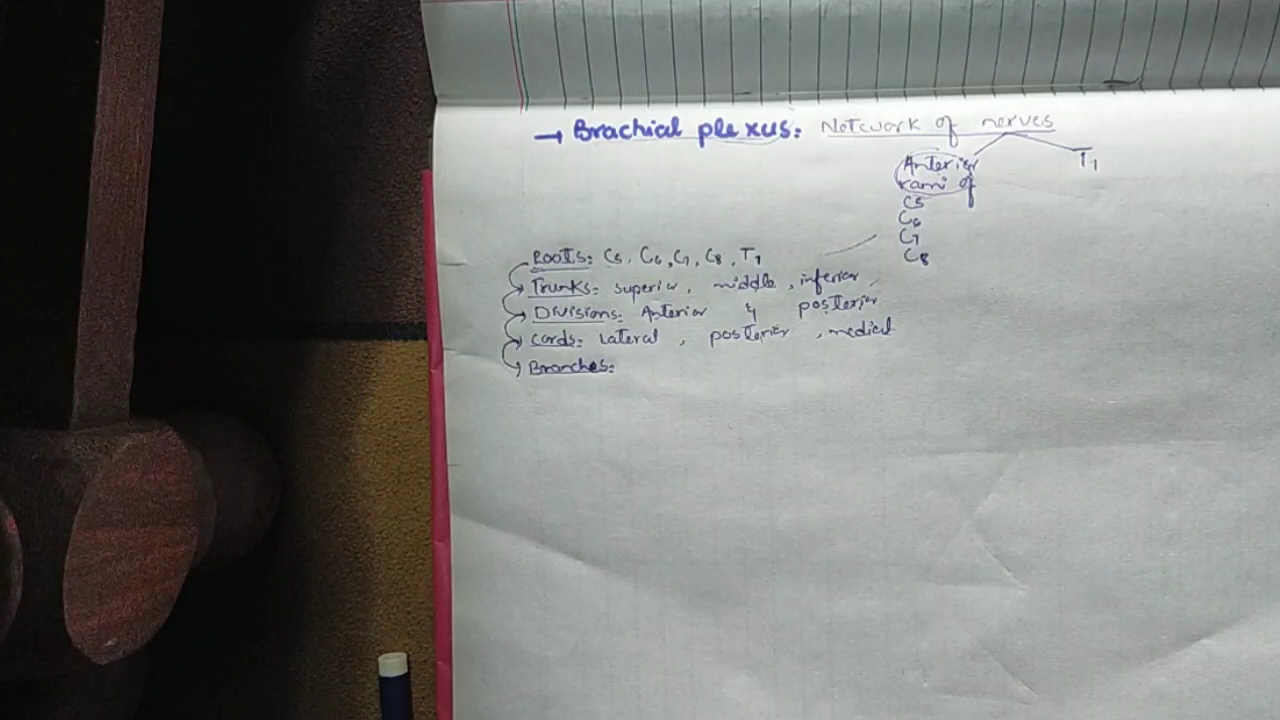 → Brachial plexus: Network of nerves
Anterior T1
rami of
C5
C6
C7
C8
Roots: C5, C6, C7, C8, T1
Trunks: superior, middle, inferior
Divisions: Anterior & posterior
Cords: Lateral, posterior, medical
Branches: